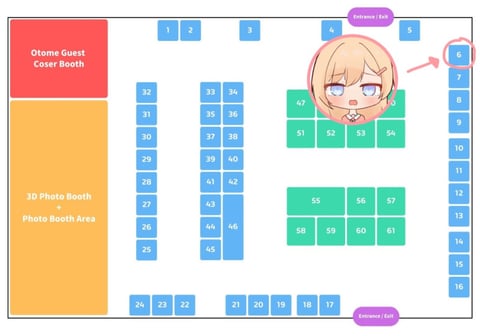 Entrance / Exit
1 2 3 4 5
Otome Guest
Coser Booth
6
7
8
9
10
11
12
13
14
15
16
32 33 34
31 35 36
30 37 38
29 39 40
28 41 42
27 43
26 44 46
25 45
47
51 52 53 54
55 56 57
58 59 60 61
3D Photo Booth
+
Photo Booth Area
24 23 22 21 20 19 18 17
Entrance / Exit